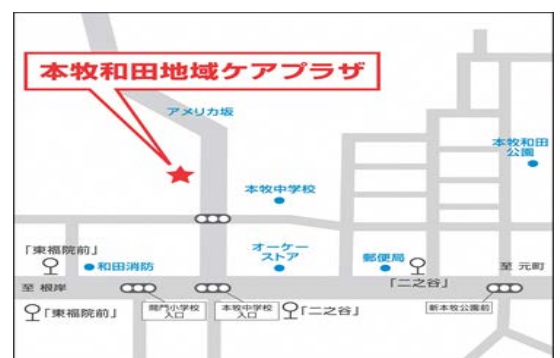 本牧和田地域ケアプラザ
アメリカ坂
本牧和田
公園
本牧中学校
「東福院前」
和田消防
オーケー
ストア
郵便局
「二之谷」
至 元町
至 根岸
「東福院前」
間門小学校
入口
本牧中学校
入口
「二之谷」
新本牧公園前